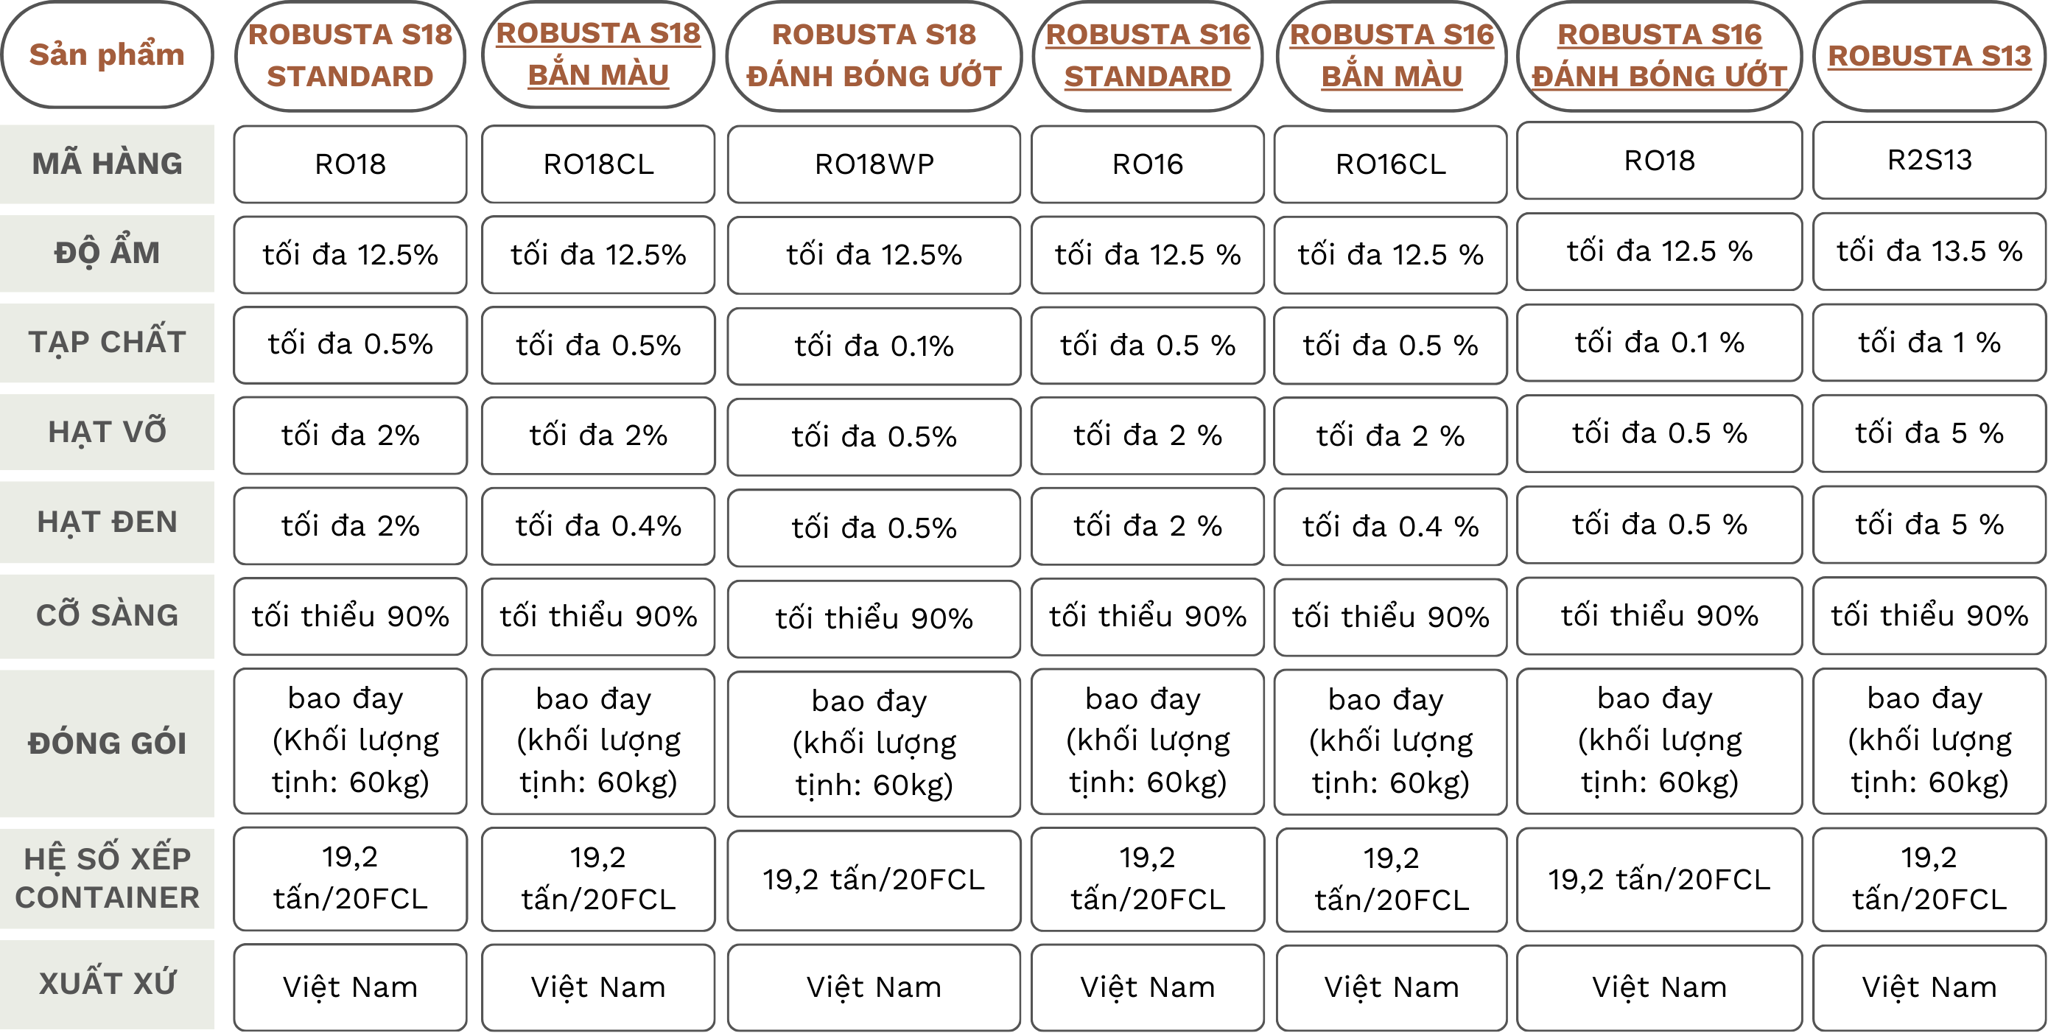 Sản phẩm
ROBUSTA S18
STANDARD
ROBUSTA S18
BẮN MÀU
ROBUSTA S18
ĐÁNH BÓNG ƯỚT
ROBUSTA S16
STANDARD
ROBUSTA S16
BẮN MÀU
ROBUSTA S16
ĐÁNH BÓNG ƯỚT
ROBUSTA S13
MÃ HÀNG
RO18
RO18CL
RO18WP
RO16
RO16CL
RO18
R2S13
ĐỘ ẨM
tối đa 12.5%
tối đa 12.5%
tối đa 12.5%
tối đa 12.5 %
tối đa 12.5 %
tối đa 12.5 %
tối đa 13.5 %
TẠP CHẤT
tối đa 0.5%
tối đa 0.5%
tối đa 0.1%
tối đa 0.5 %
tối đa 0.5 %
tối đa 0.1 %
tối đa 1 %
HẠT VỠ
tối đa 2%
tối đa 2%
tối đa 0.5%
tối đa 2 %
tối đa 2 %
tối đa 0.5 %
tối đa 5 %
HẠT ĐEN
tối đa 2%
tối đa 0.4%
tối đa 0.5%
tối đa 2 %
tối đa 0.4 %
tối đa 0.5 %
tối đa 5 %
CỠ SÀNG
tối thiểu 90%
tối thiểu 90%
tối thiểu 90%
tối thiểu 90%
tối thiểu 90%
tối thiểu 90%
tối thiểu 90%
ĐÓNG GÓI
bao đay
(Khối lượng
tịnh: 60kg)
bao đay
(khối lượng
tịnh: 60kg)
bao đay
(khối lượng
tịnh: 60kg)
bao đay
(khối lượng
tịnh: 60kg)
bao đay
(khối lượng
tịnh: 60kg)
bao đay
(khối lượng
tịnh: 60kg)
bao đay
(khối lượng
tịnh: 60kg)
HỆ SỐ XẾP
CONTAINER
19,2
tấn/20FCL
19,2
tấn/20FCL
19,2 tấn/20FCL
19,2
tấn/20FCL
19,2
tấn/20FCL
19,2 tấn/20FCL
19,2
tấn/20FCL
XUẤT XỨ
Việt Nam
Việt Nam
Việt Nam
Việt Nam
Việt Nam
Việt Nam
Việt Nam